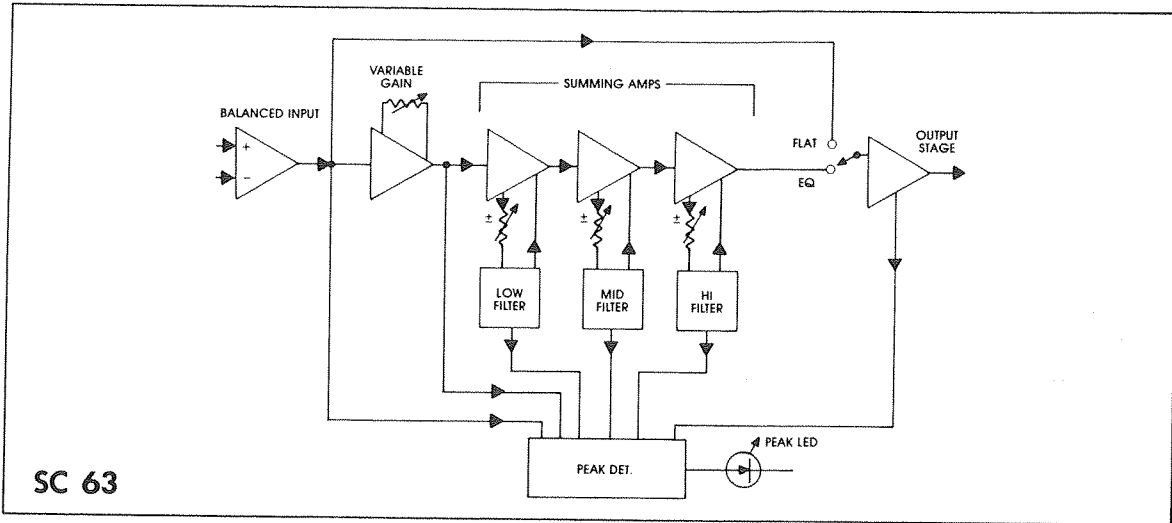 VARIABLE
GAIN
SUMMING AMPS
BALANCED INPUT
+
−
FLAT
EQ
OUTPUT
STAGE
±
±
±
LOW
FILTER
MID
FILTER
HI
FILTER
PEAK DET.
PEAK LED
SC 63